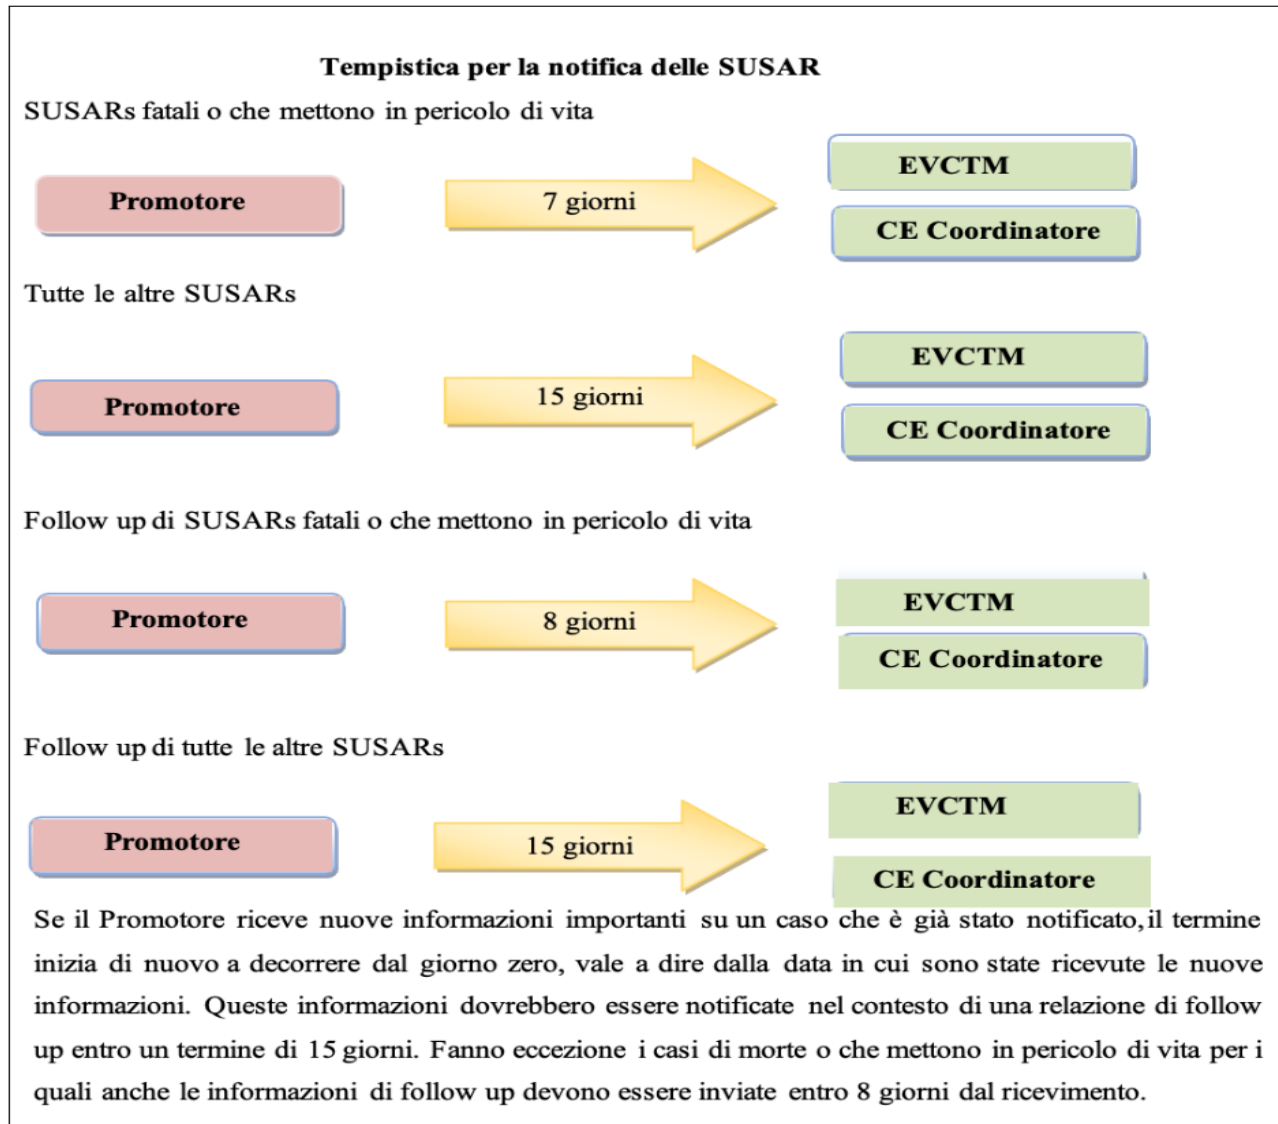 Tempistica per la notifica delle SUSAR
SUSARs fatali o che mettono in pericolo di vita
Promotore
7 giorni
EVCTM
CE Coordinatore
Tutte le altre SUSARs
Promotore
15 giorni
EVCTM
CE Coordinatore
Follow up di SUSARs fatali o che mettono in pericolo di vita
Promotore
8 giorni
EVCTM
CE Coordinatore
Follow up di tutte le altre SUSARs
Promotore
15 giorni
EVCTM
CE Coordinatore
Se il Promotore riceve nuove informazioni importanti su un caso che è già stato notificato, il termine
inizia di nuovo a decorrere dal giorno zero, vale a dire dalla data in cui sono state ricevute le nuove
informazioni. Queste informazioni dovrebbero essere notificate nel contesto di una relazione di follow
up entro un termine di 15 giorni. Fanno eccezione i casi di morte o che mettono in pericolo di vita per i
quali anche le informazioni di follow up devono essere inviate entro 8 giorni dal ricevimento.